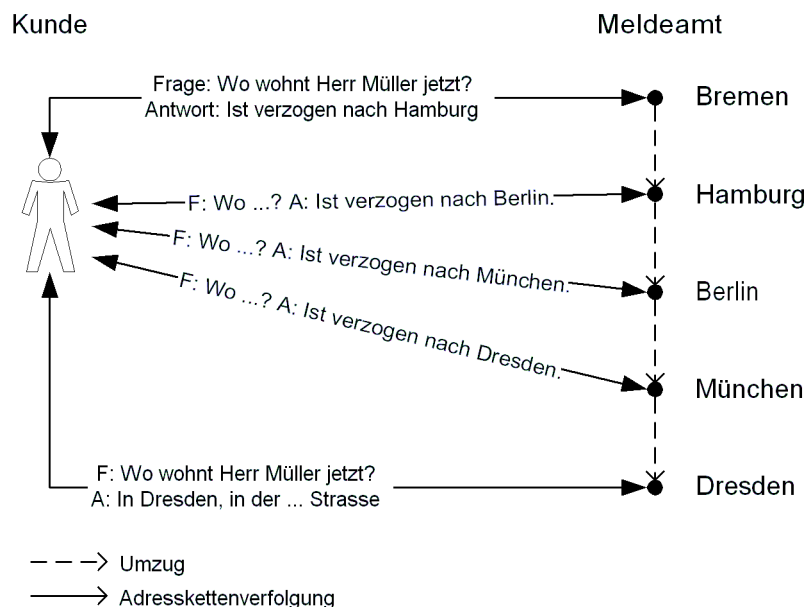 Kunde
Meldeamt
Frage: Wo wohnt Herr Müller jetzt?
Antwort: Ist verzogen nach Hamburg
Bremen
F: Wo ...? A: Ist verzogen nach Berlin.
Hamburg
F: Wo ...? A: Ist verzogen nach München.
Berlin
F: Wo ...? A: Ist verzogen nach Dresden.
München
F: Wo wohnt Herr Müller jetzt?
A: In Dresden, in der ... Strasse
Dresden
Umzug
Adresskettenverfolgung